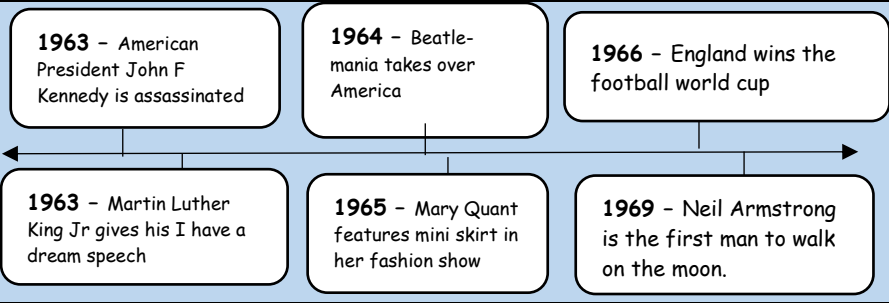 1963 – American
President John F
Kennedy is assassinated
1964 – Beatle-
mania takes over
America
1966 – England wins the
football world cup
1963 – Martin Luther
King Jr gives his I have a
dream speech
1965 – Mary Quant
features mini skirt in
her fashion show
1969 – Neil Armstrong
is the first man to walk
on the moon.